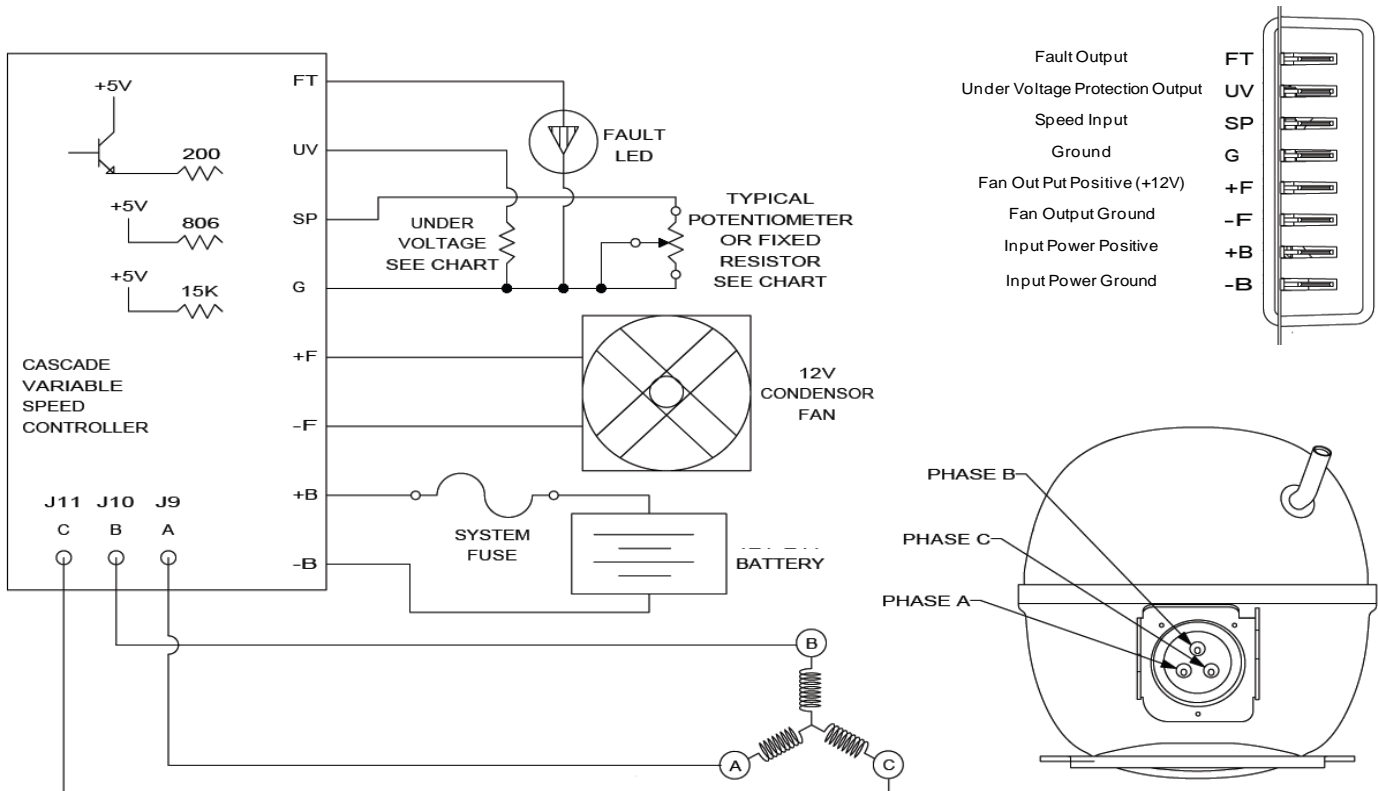 +5V
200
+5V
806
+5V
15K
CASCADE
VARIABLE
SPEED
CONTROLLER
J11 J10 J9
C B A
FT
UV
SP
G
+F
-F
+B
-B
FAULT
LED
UNDER
VOLTAGE
SEE CHART
TYPICAL
POTENTIOMETER
OR FIXED
RESISTOR
SEE CHART
12V
CONDENSOR
FAN
SYSTEM
FUSE
BATTERY
B
A
C
Fault Output FT
Under Voltage Protection Output UV
Speed Input SP
Ground G
Fan Out Put Positive (+12V) +F
Fan Output Ground -F
Input Power Positive +B
Input Power Ground -B
PHASE B
PHASE C
PHASE A